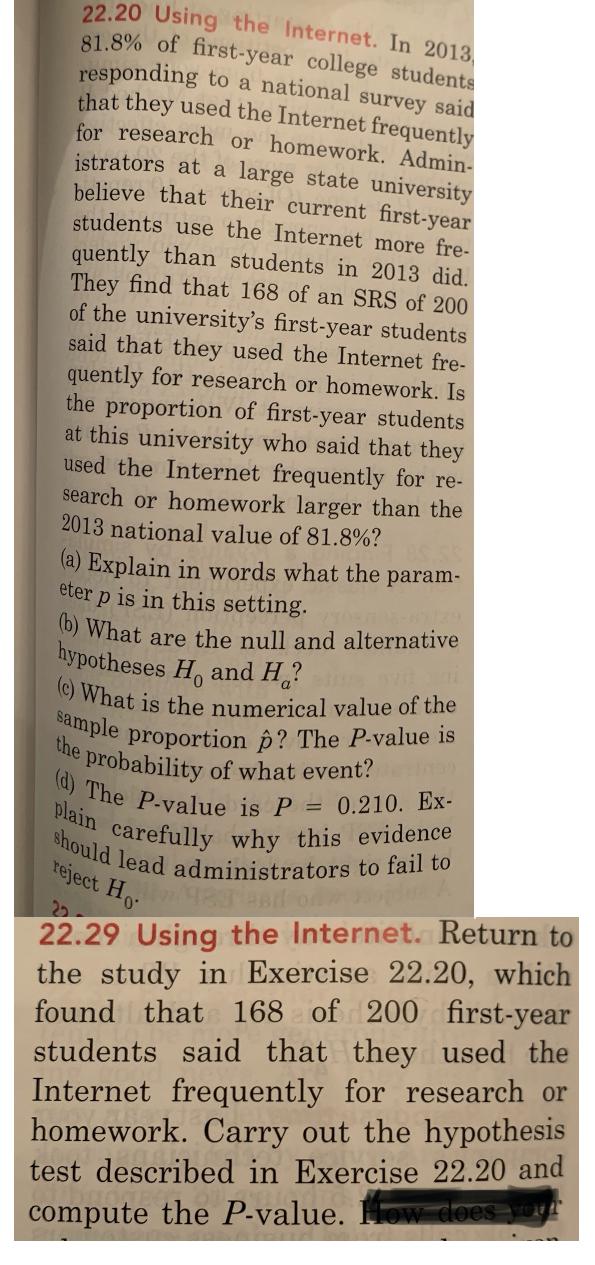 22.20 Using the Internet. In 2013,
81.8% of first-year college students
responding to a national survey said
that they used the Internet frequently
for research or homework. Admin-
istrators at a large state university
believe that their current first-year
students use the Internet more fre-
quently than students in 2013 did.
They find that 168 of an SRS of 200
of the university's first-year students
said that they used the Internet fre-
quently for research or homework. Is
the proportion of first-year students
at this university who said that they
used the Internet frequently for re-
search or homework larger than the
2013 national value of 81.8%?
(a) Explain in words what the param-
eter p is in this setting.
(b) What are the null and alternative
hypotheses H₀ and Hₐ?
(c) What is the numerical value of the
sample proportion p̂? The P-value is
the probability of what event?
(d) The P-value is P = 0.210. Ex-
plain carefully why this evidence
should lead administrators to fail to
reject H₀.
22.29 Using the Internet. Return to
the study in Exercise 22.20, which
found that 168 of 200 first-year
students said that they used the
Internet frequently for research or
homework. Carry out the hypothesis
test described in Exercise 22.20 and
compute the P-value. How does your